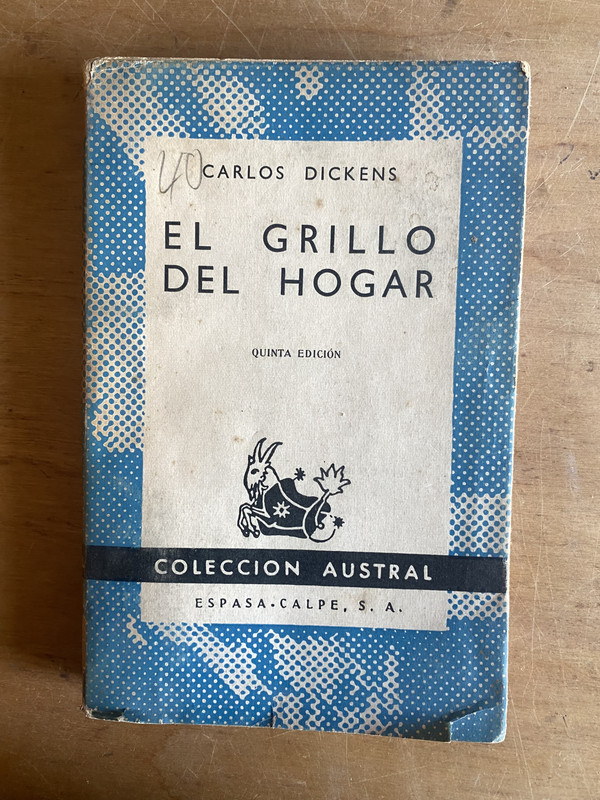 40
CARLOS DICKENS
EL GRILLO
DEL HOGAR
QUINTA EDICIÓN
COLECCION AUSTRAL
ESPASA-CALPE, S. A.